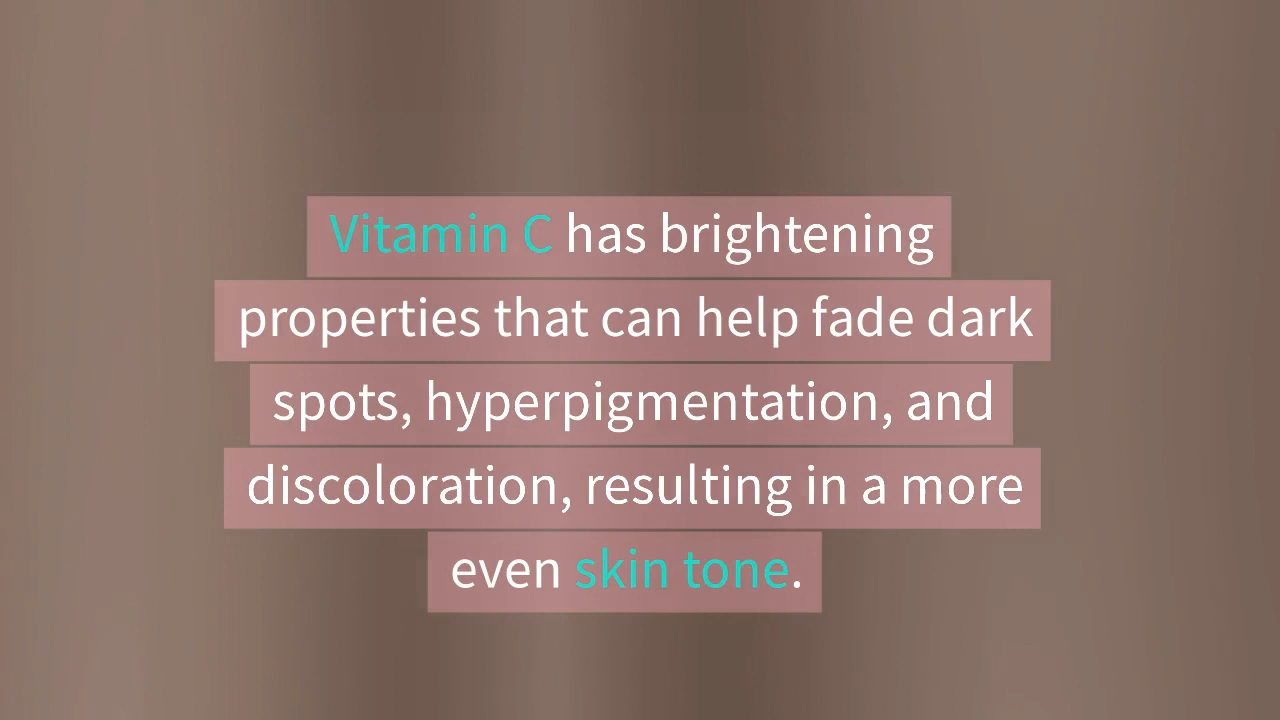 Vitamin C has brightening
properties that can help fade dark
spots, hyperpigmentation, and
discoloration, resulting in a more
even skin tone.